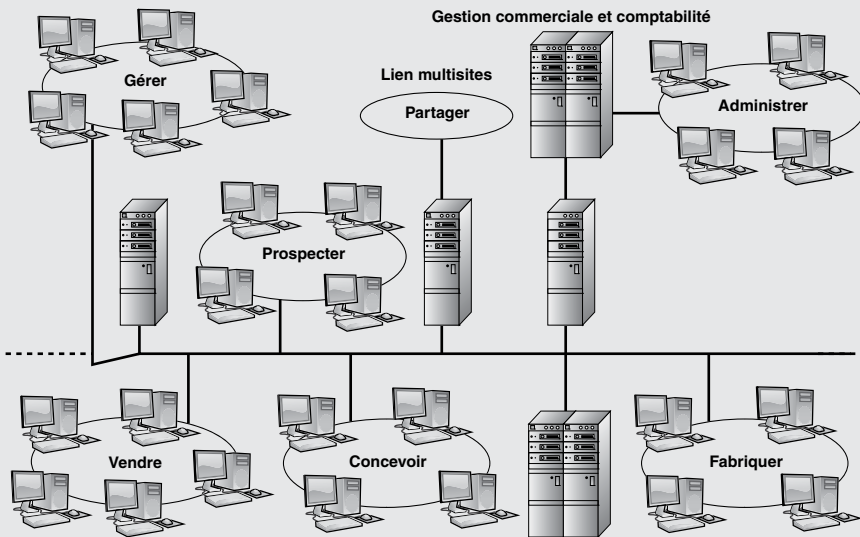 Gestion commerciale et comptabilité
Gérer
Lien multisites
Partager
Administrer
Prospecter
Vendre
Concevoir
Fabriquer